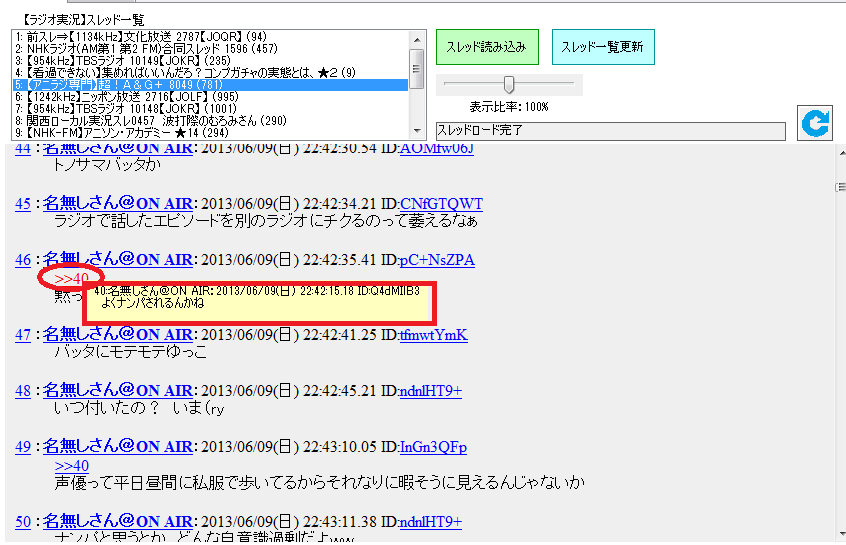 【ラジオ実況】スレッド一覧
1: 前スレ⇒【1134kHz】文化放送 2787【JOQR】 (94)
2: NHKラジオ(AM第1 第2 FM)合同スレッド 1596 (457)
3: 【954kHz】TBSラジオ 10149【JOKR】 (235)
4: 【看過できない】集めればいいんだろ？コンプガチャの実態とは、★２ (9)
5: 【アニラジ専門】超！Ａ＆Ｇ＋ 8049 (781)
6: 【1242kHz】ニッポン放送 2716【JOLF】 (995)
7: 【954kHz】TBSラジオ 10148【JOKR】 (1001)
8: 関西ローカル実況スレ0457 波打際のむろみさん (290)
9: 【NHK-FM】アニソン・アカデミー ★14 (294)
スレッド読み込み
スレッド一覧更新
表示比率：100%
スレッドロード完了
44 ：名無しさん＠ON AIR：2013/06/09(日) 22:42:30.54 ID:AOMfw06J
トノサマバッタか
45 ：名無しさん＠ON AIR：2013/06/09(日) 22:42:34.21 ID:CNfGTQWT
ラジオで話したエピソードを別のラジオにチクるのって萎えるなぁ
46 ：名無しさん＠ON AIR：2013/06/09(日) 22:42:35.41 ID:pC+NsZPA
>>40
黙っ
40:名無しさん＠ON AIR：2013/06/09(日) 22:42:15.18 ID:Q4dMIIB3
よくナンパされるんかね
47 ：名無しさん＠ON AIR：2013/06/09(日) 22:42:41.25 ID:tfmwtYmK
バッタにモテモテゆっこ
48 ：名無しさん＠ON AIR：2013/06/09(日) 22:42:45.21 ID:ndnlHT9+
いつ付いたの？　いま（ry
49 ：名無しさん＠ON AIR：2013/06/09(日) 22:43:10.05 ID:InGn3QFp
>>40
声優って平日昼間に私服で歩いてるからそれなりに暇そうに見えるんじゃないか
50 ：名無しさん＠ON AIR：2013/06/09(日) 22:43:11.38 ID:ndnlHT9+
ナンパと思うとか　どんな自意識過剰だよww